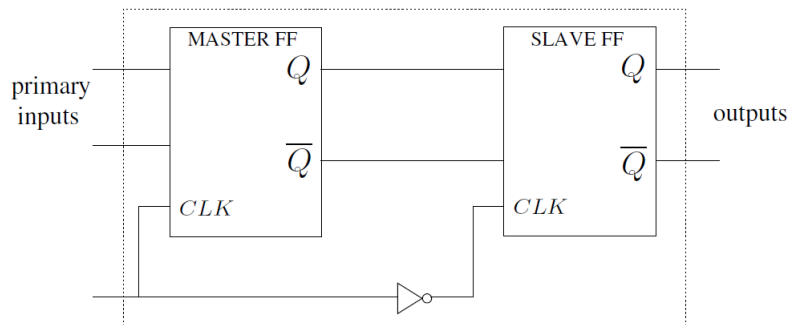 MASTER FF
SLAVE FF
Q
Q
primary
inputs
outputs
Q̅
Q̅
CLK
CLK